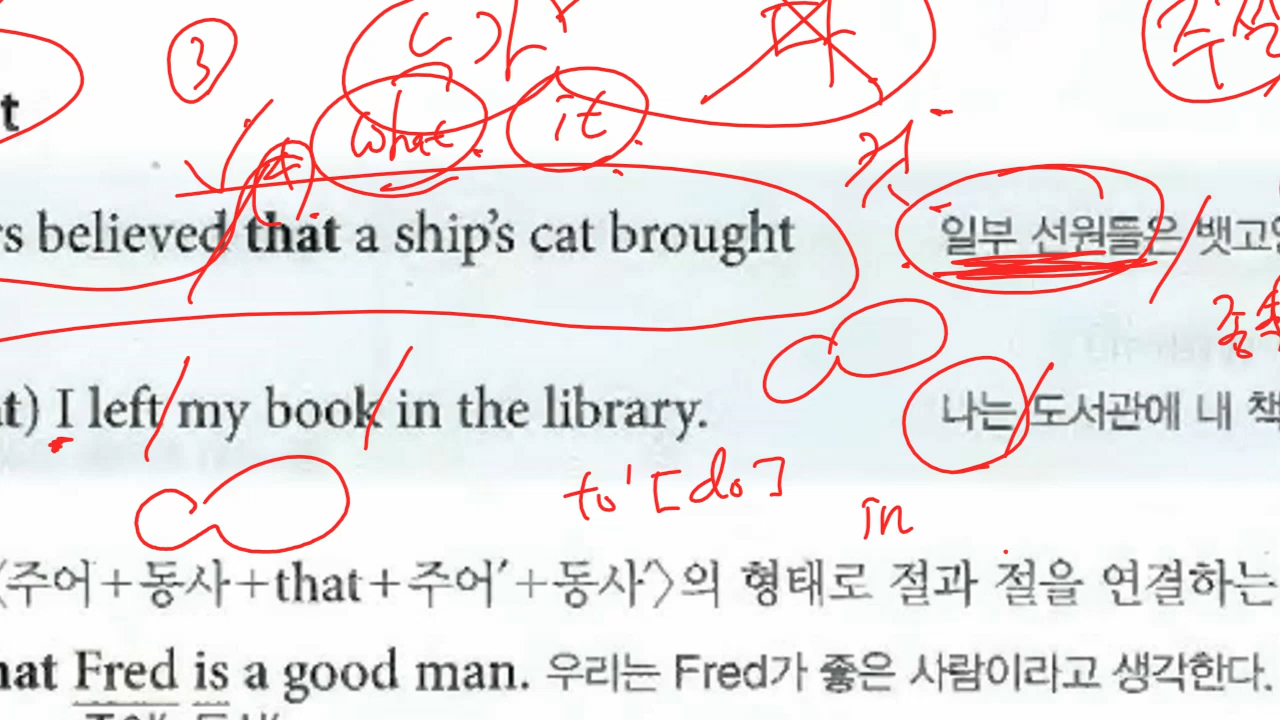 ③
t
what it
s believed that a ship's cat brought 일부 선원들은 뱃고
t) I left my book in the library. 나는 도서관에 내 책
to [do]
in
〈주어+동사+that+주어′+동사′〉의 형태로 절과 절을 연결하는
hat Fred is a good man. 우리는 Fred가 좋은 사람이라고 생각한다.